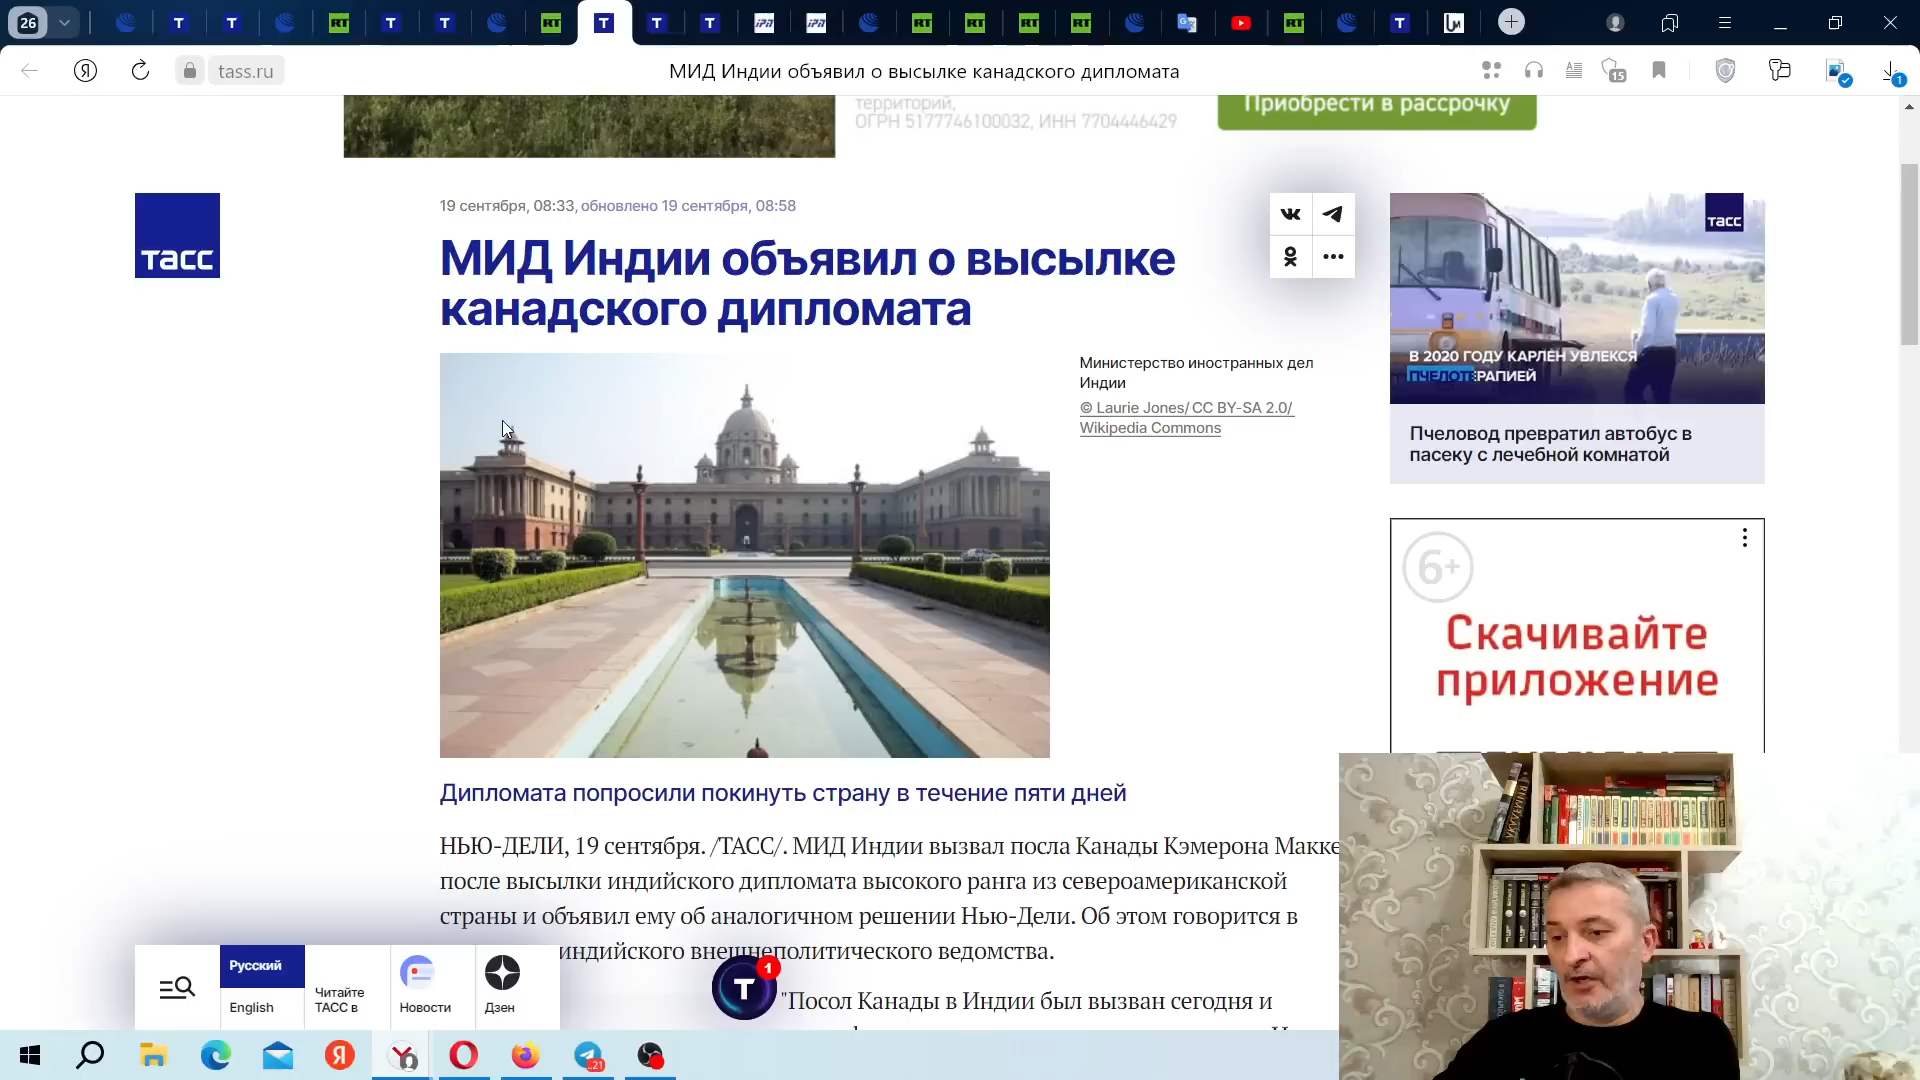 26
tass.ru
МИД Индии объявил о высылке канадского дипломата
15
1
территорий,
ОГРН 5177746100032, ИНН 7704446429
Приобрести в рассрочку
ТАСС
19 сентября, 08:33, обновлено 19 сентября, 08:58
МИД Индии объявил о высылке
канадского дипломата
Министерство иностранных дел
Индии
© Laurie Jones/ CC BY-SA 2.0/
Wikipedia Commons
Дипломата попросили покинуть страну в течение пяти дней
НЬЮ-ДЕЛИ, 19 сентября. /ТАСС/. МИД Индии вызвал посла Канады Кэмерона Макке
после высылки индийского дипломата высокого ранга из североамериканской
страны и объявил ему об аналогичном решении Нью-Дели. Об этом говорится в
индийского внешнеполитического ведомства.
"Посол Канады в Индии был вызван сегодня и
ТАСС
В 2020 ГОДУ КАРЛЕН УВЛЕКСЯ
ПЧЕЛОТЕРАПИЕЙ
Пчеловод превратил автобус в
пасеку с лечебной комнатой
6+
Скачивайте
приложение
Русский
English
Читайте
ТАСС в
Новости
Дзен
T
1
21